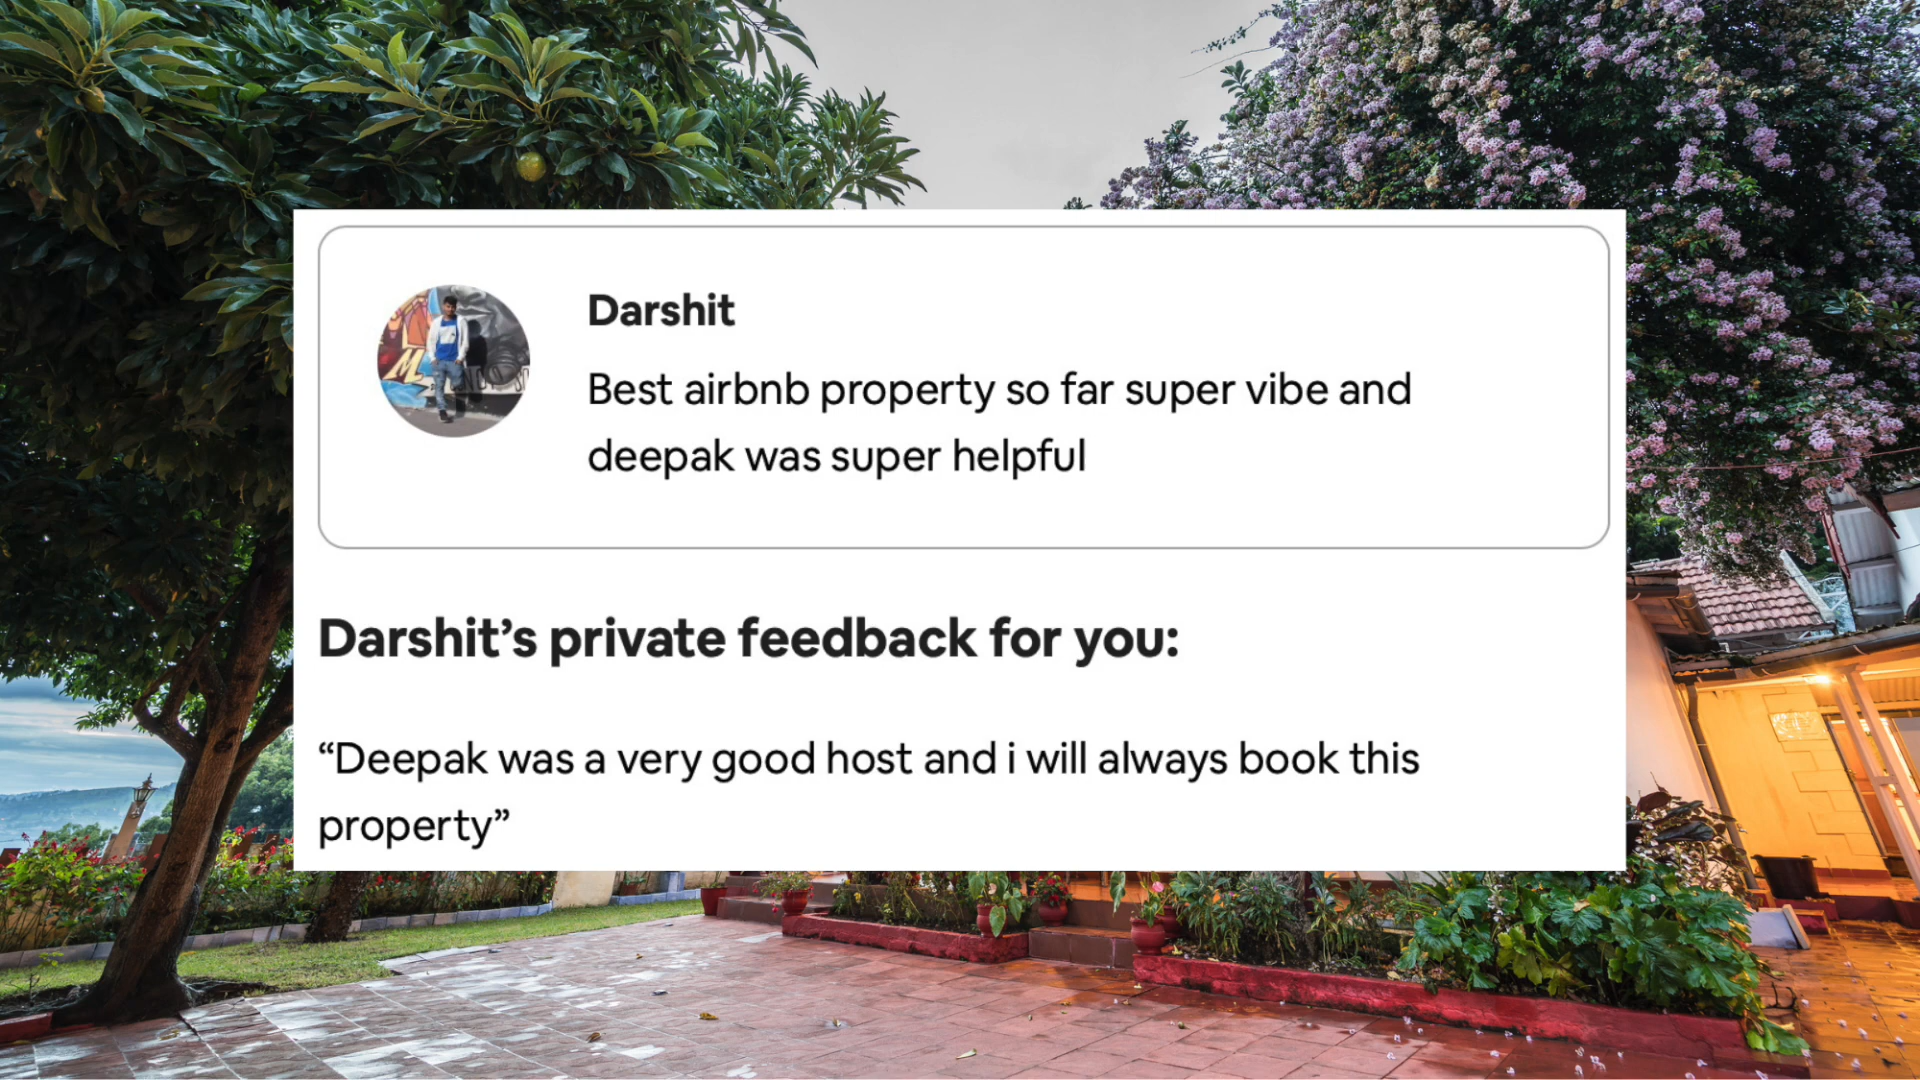 Darshit
Best airbnb property so far super vibe and
deepak was super helpful
Darshit’s private feedback for you:
“Deepak was a very good host and i will always book this
property”